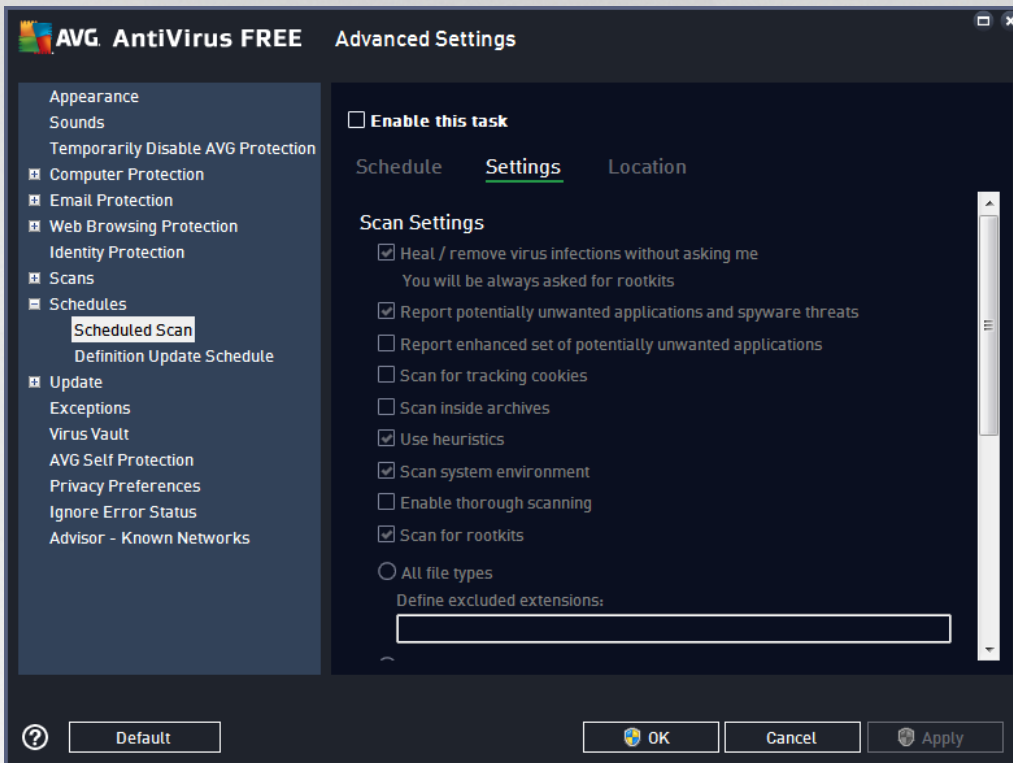 AVG. AntiVirus FREE Advanced Settings
Appearance
Sounds
Temporarily Disable AVG Protection
Computer Protection
Email Protection
Web Browsing Protection
Identity Protection
Scans
Schedules
Scheduled Scan
Definition Update Schedule
Update
Exceptions
Virus Vault
AVG Self Protection
Privacy Preferences
Ignore Error Status
Advisor - Known Networks
Enable this task
Schedule Settings Location
Scan Settings
Heal / remove virus infections without asking me
You will be always asked for rootkits
Report potentially unwanted applications and spyware threats
Report enhanced set of potentially unwanted applications
Scan for tracking cookies
Scan inside archives
Use heuristics
Scan system environment
Enable thorough scanning
Scan for rootkits
All file types
Define excluded extensions:
? Default OK Cancel Apply